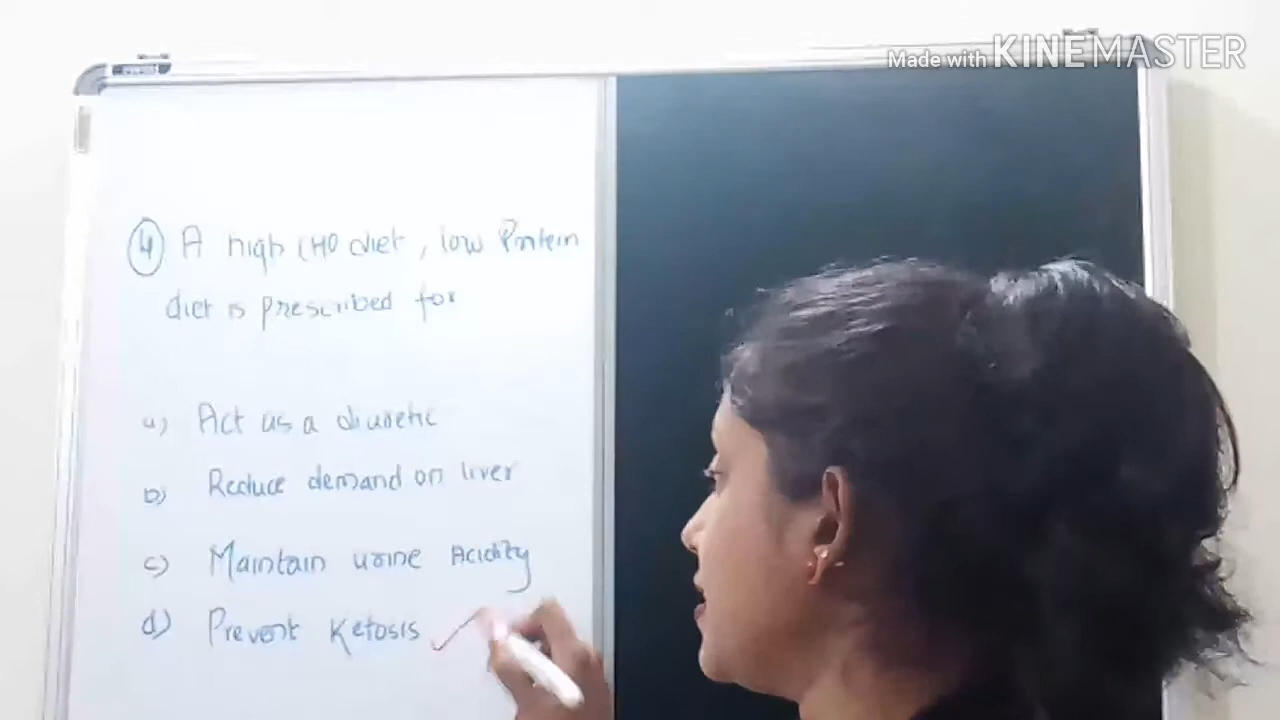 Made with KINEMASTER
4 A high CHO diet, low Protein
diet is prescribed for
a) Act as a diuretic
b) Reduce demand on liver
c) Maintain urine Acidity
d) Prevent Ketosis